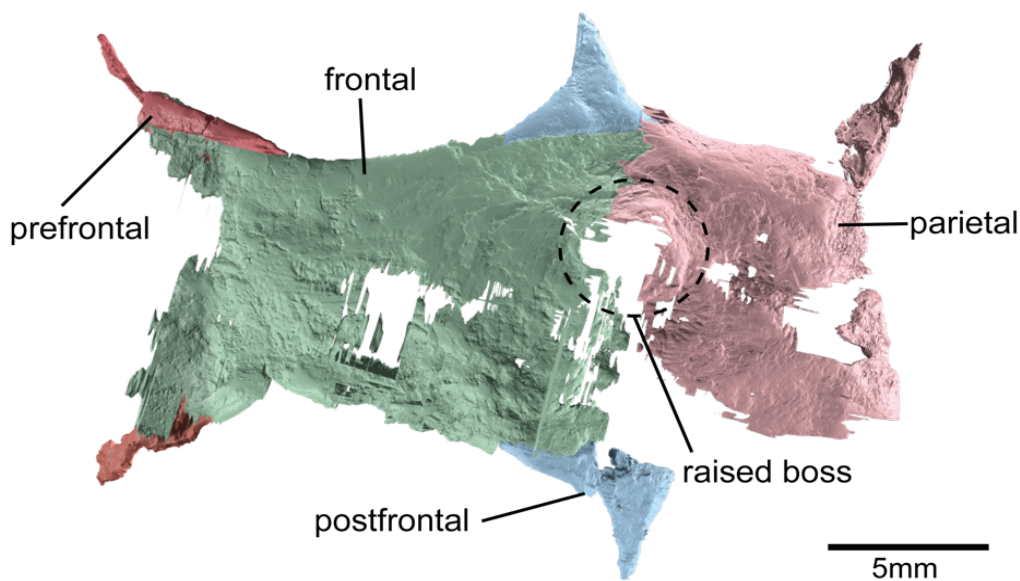 frontal
prefrontal
parietal
raised boss
postfrontal
5mm